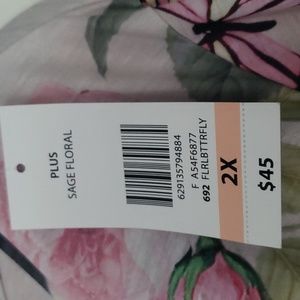 PLUS
SAGE FLORAL
629135794884
F A54F6877
692 FLRLBTTRFLY
2X
$45